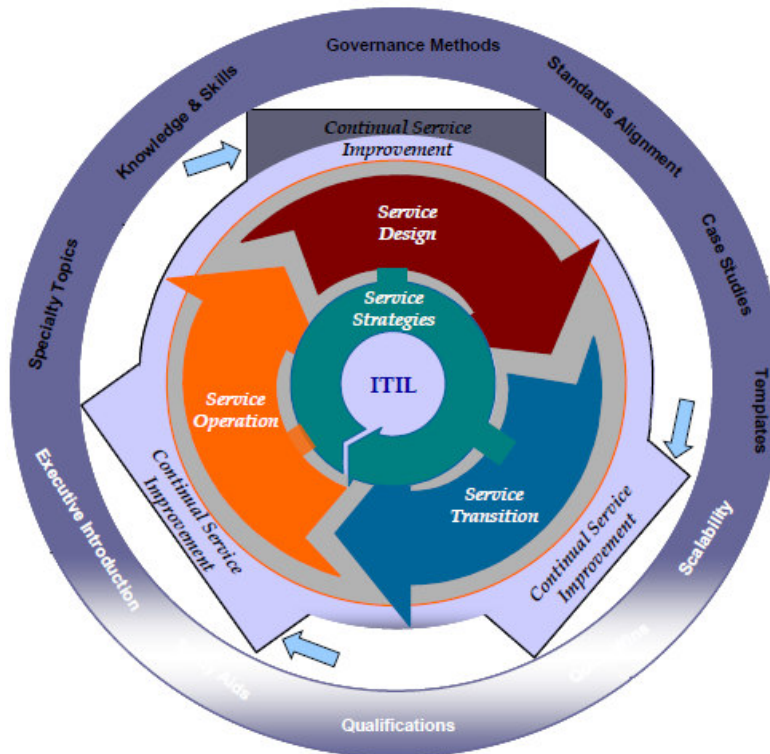 Governance Methods
Knowledge & Skills
Standards Alignment
Continual Service
Improvement
Service
Design
Case Studies
Specialty Topics
Service
Strategies
ITIL
Templates
Service
Operation
Service
Transition
Executive Introduction
Continual Service
Improvement
Continual Service
Improvement
Scalability
Aids
Qualifications